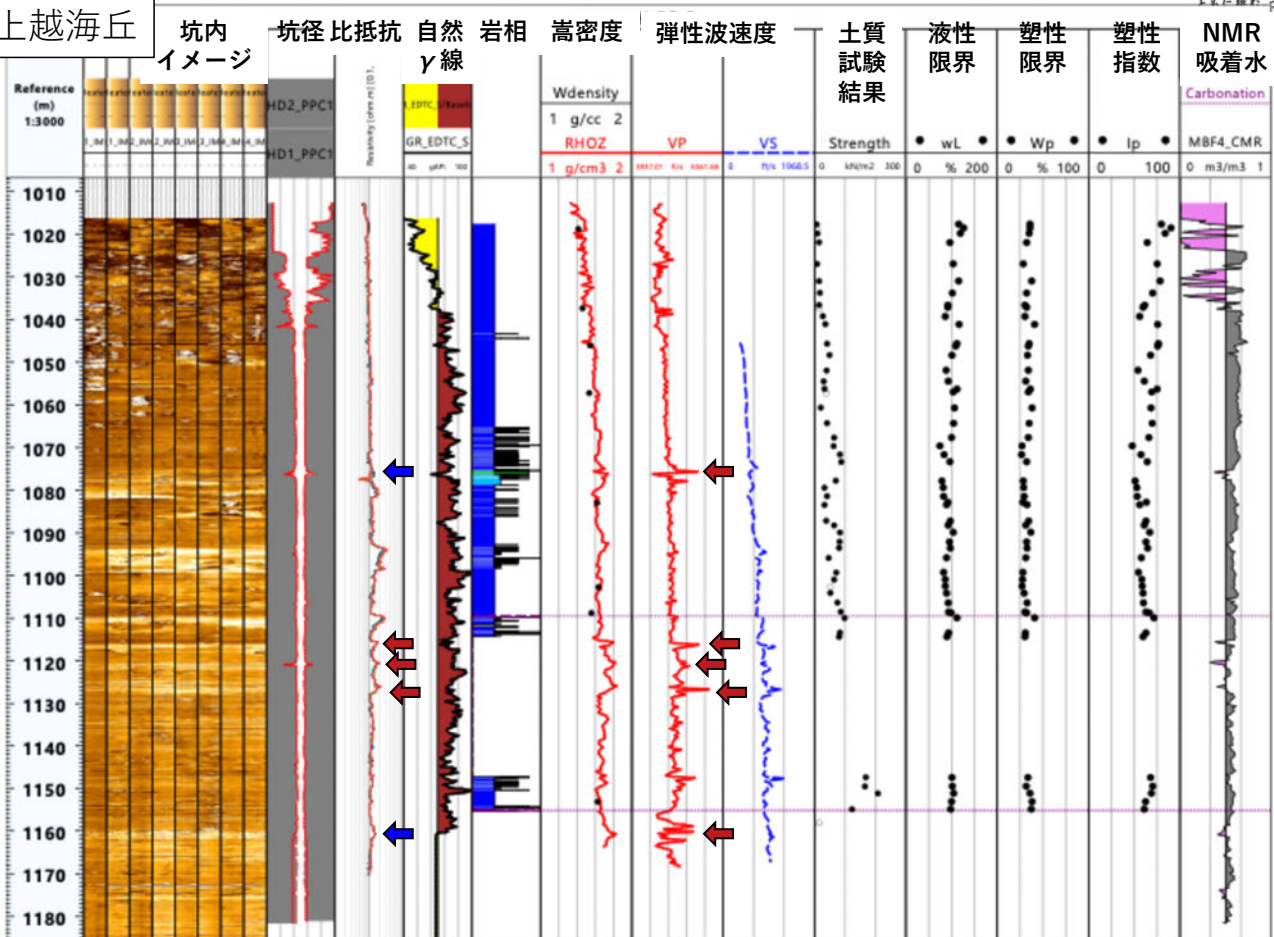 上越海丘
坑内
イメージ
坑径
比抵抗
自然
γ線
岩相
嵩密度
弾性波速度
土質
試験
結果
液性
限界
塑性
限界
塑性
指数
NMR
吸着水
Reference
(m)
1:3000
HD2_PPC1
HD1_PPC1
GR_EDTC_S
Wdensity
1 g/cc 2
RHOZ
1 g/cm3 2
VP
VS
0 ft/s 1968.5
Strength
0 kN/m2 300
wL
0 % 200
Wp
0 % 100
Ip
0 100
Carbonation
MBF4_CMR
0 m3/m3 1
1010
1020
1030
1040
1050
1060
1070
1080
1090
1100
1110
1120
1130
1140
1150
1160
1170
1180